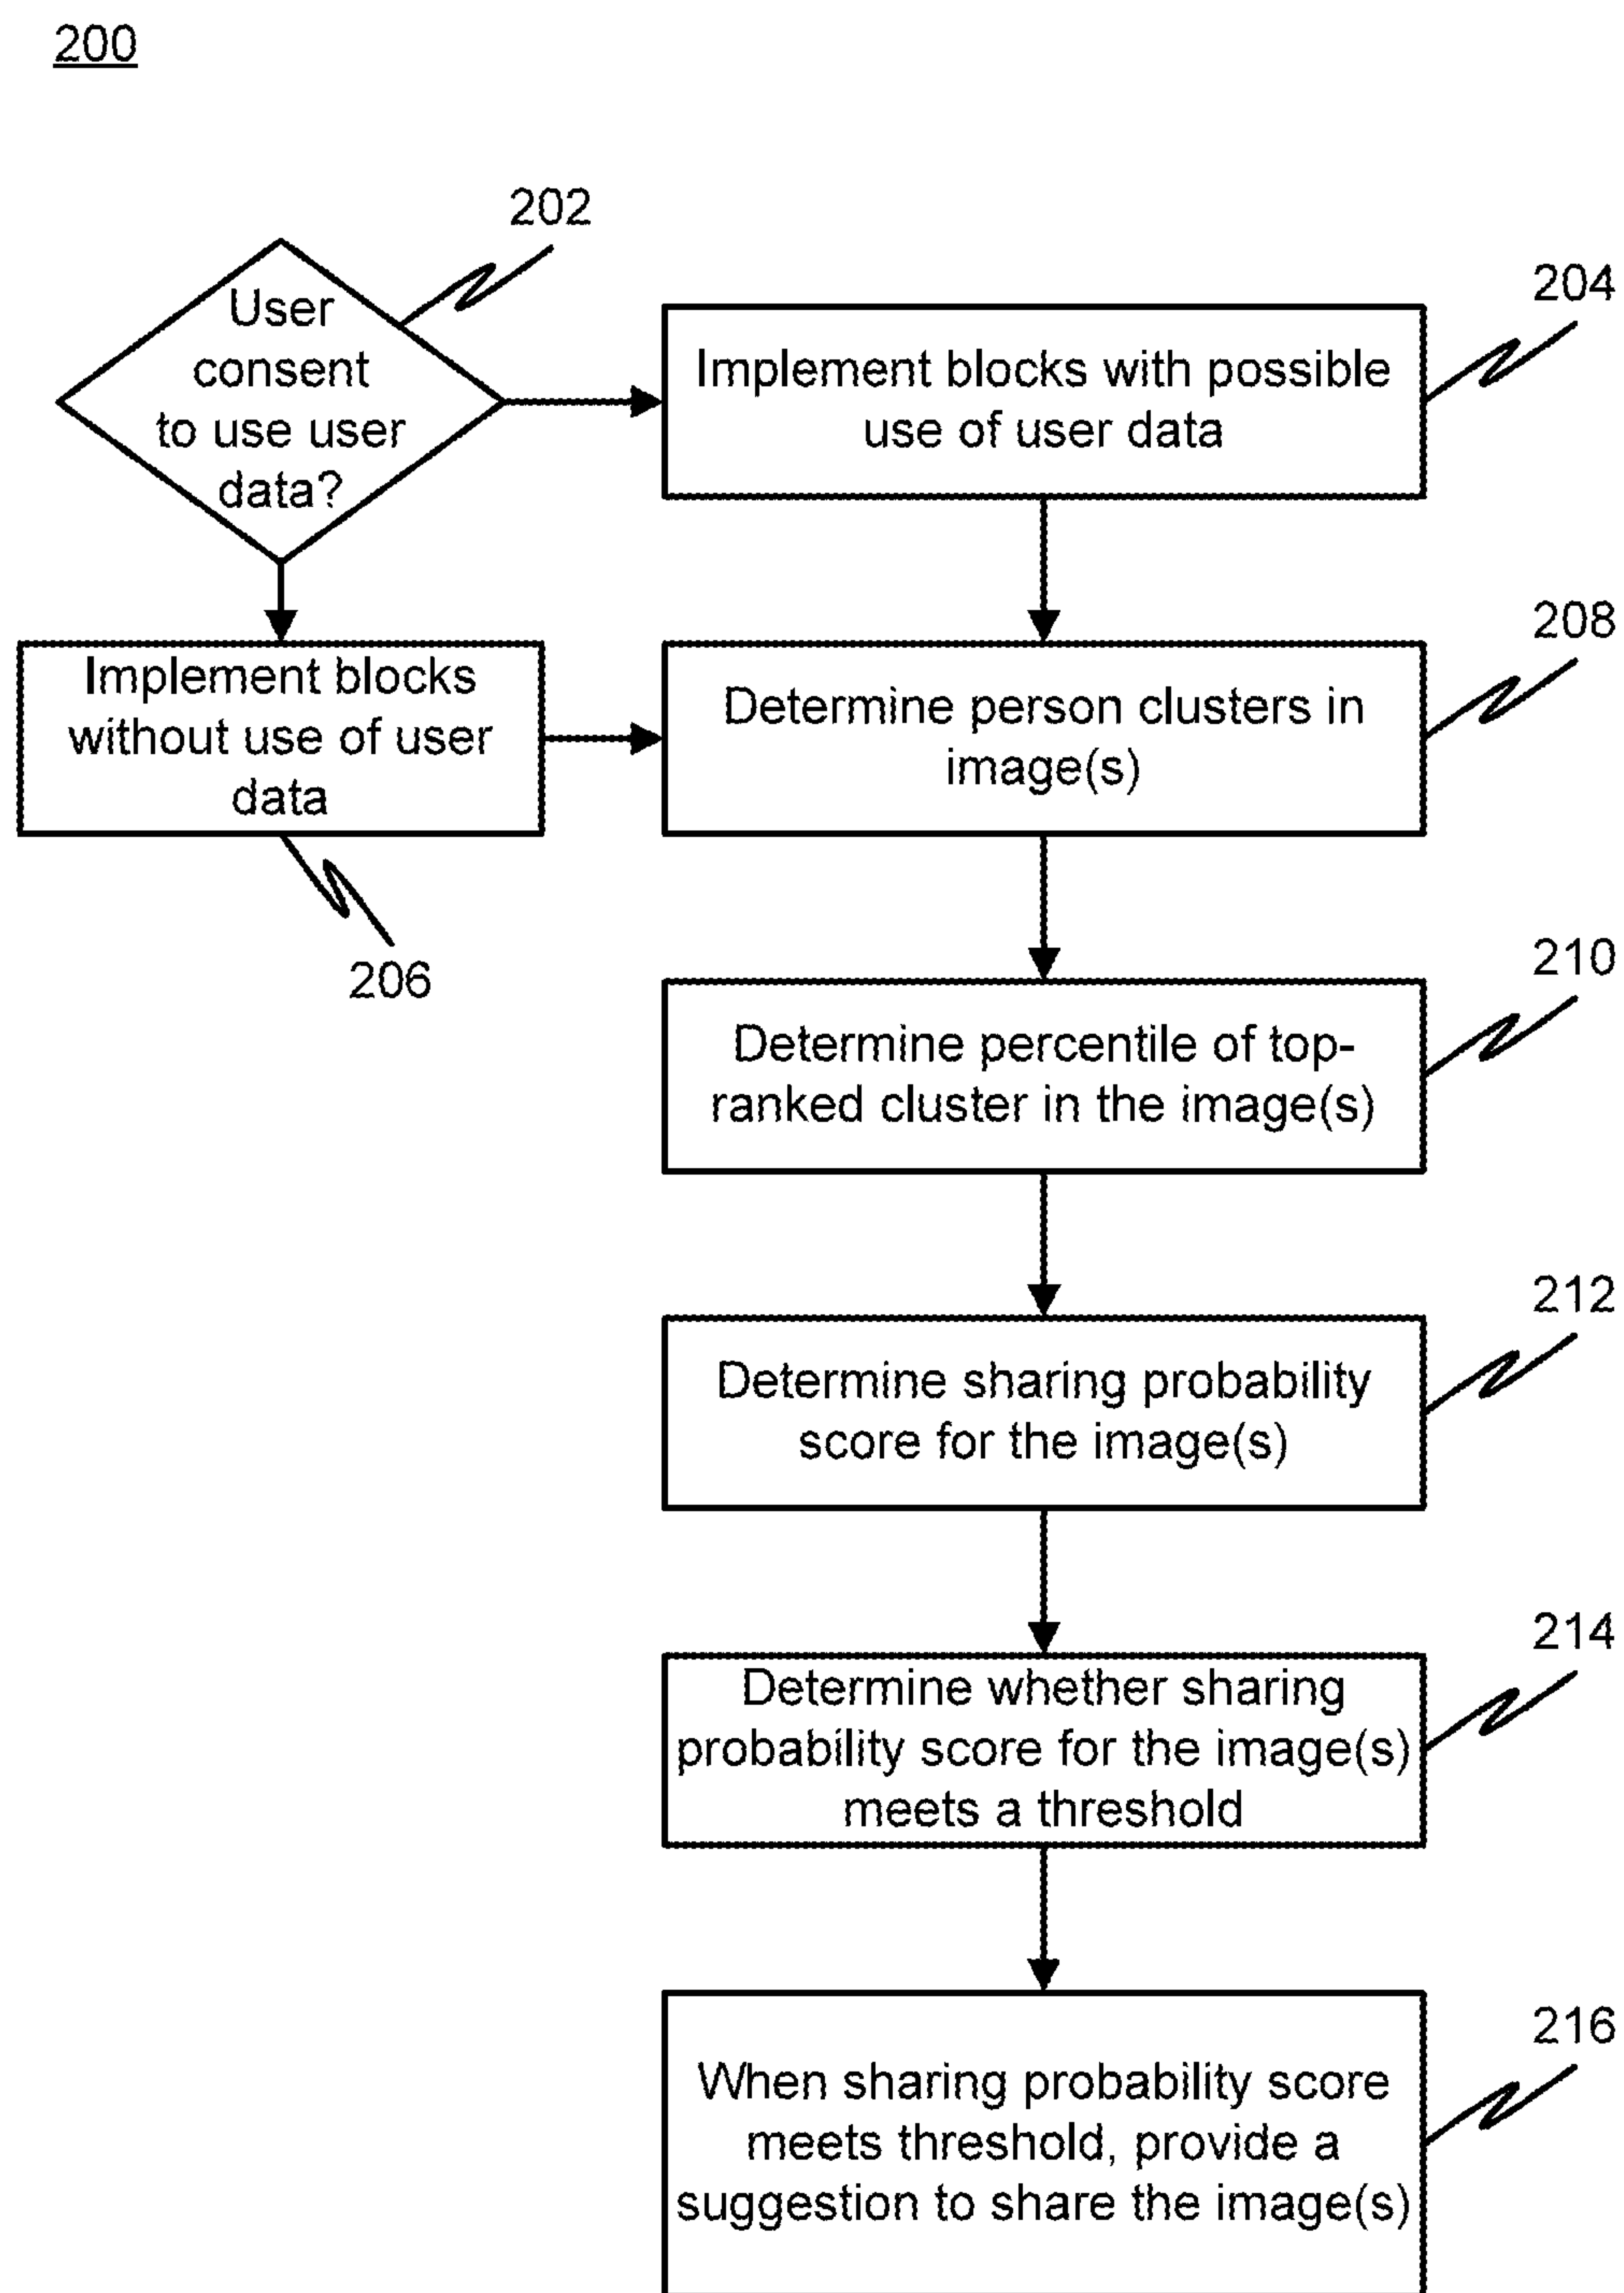 200
202
User
consent
to use user
data?
204
Implement blocks with possible
use of user data
Implement blocks
without use of user
data
206
208
Determine person clusters in
image(s)
210
Determine percentile of top-
ranked cluster in the image(s)
212
Determine sharing probability
score for the image(s)
214
Determine whether sharing
probability score for the image(s)
meets a threshold
216
When sharing probability score
meets threshold, provide a
suggestion to share the image(s)